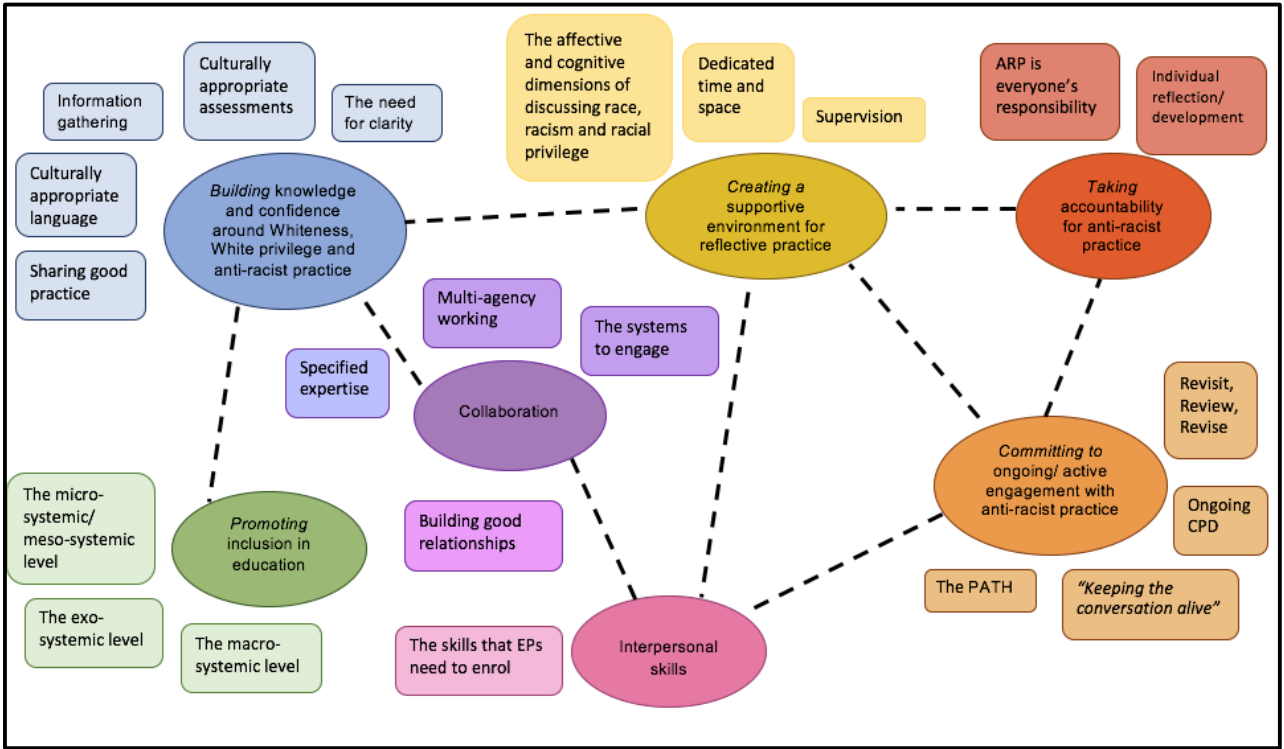 Information
gathering
Culturally
appropriate
assessments
The need
for clarity
Culturally
appropriate
language
Sharing good
practice
Building knowledge
and confidence
around Whiteness,
White privilege and
anti-racist practice
The affective
and cognitive
dimensions of
discussing race,
racism and racial
privilege
Dedicated
time and
space
Supervision
Creating a
supportive
environment for
reflective practice
ARP is
everyone’s
responsibility
Individual
reflection/
development
Taking
accountability
for anti-racist
practice
Multi-agency
working
The systems
to engage
Specified
expertise
Collaboration
Building good
relationships
The micro-
systemic/
meso-systemic
level
Promoting
inclusion in
education
The exo-
systemic level
The macro-
systemic level
The skills that EPs
need to enrol
Interpersonal
skills
Revisit,
Review,
Revise
Committing to
ongoing/ active
engagement with
anti-racist practice
Ongoing
CPD
The PATH
“Keeping the
conversation alive”